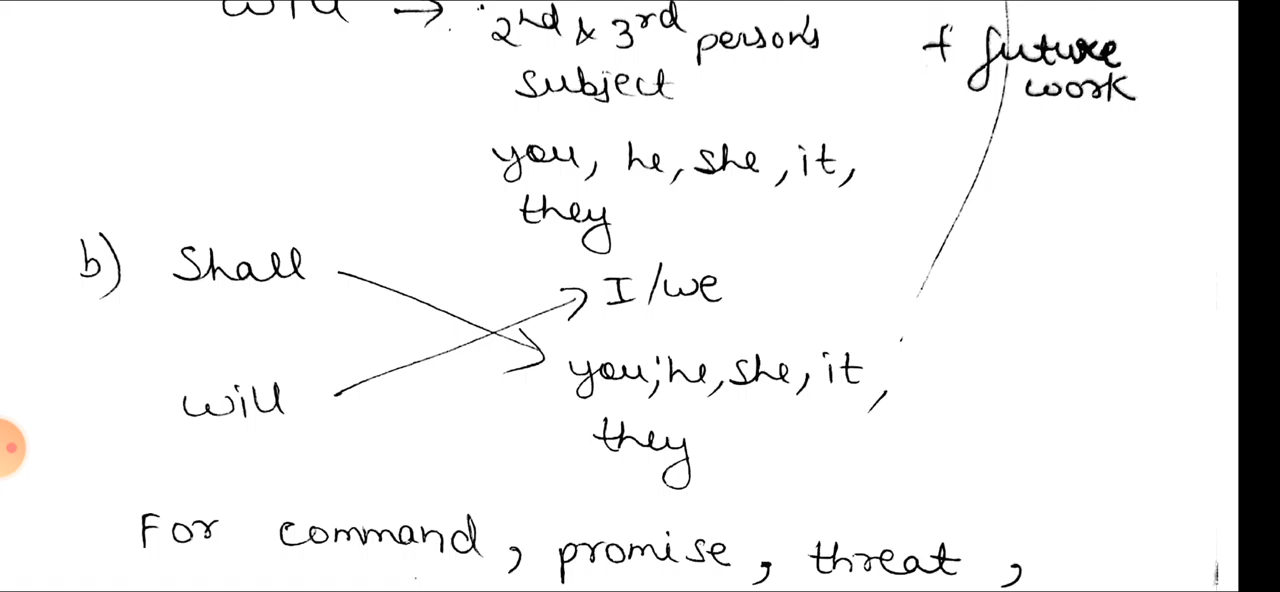 will → 2nd & 3rd persons
subject
+ future
work
you, he, she, it,
they
b) Shall
I/we
you, he, she, it,
will
they
For command, promise, threat,